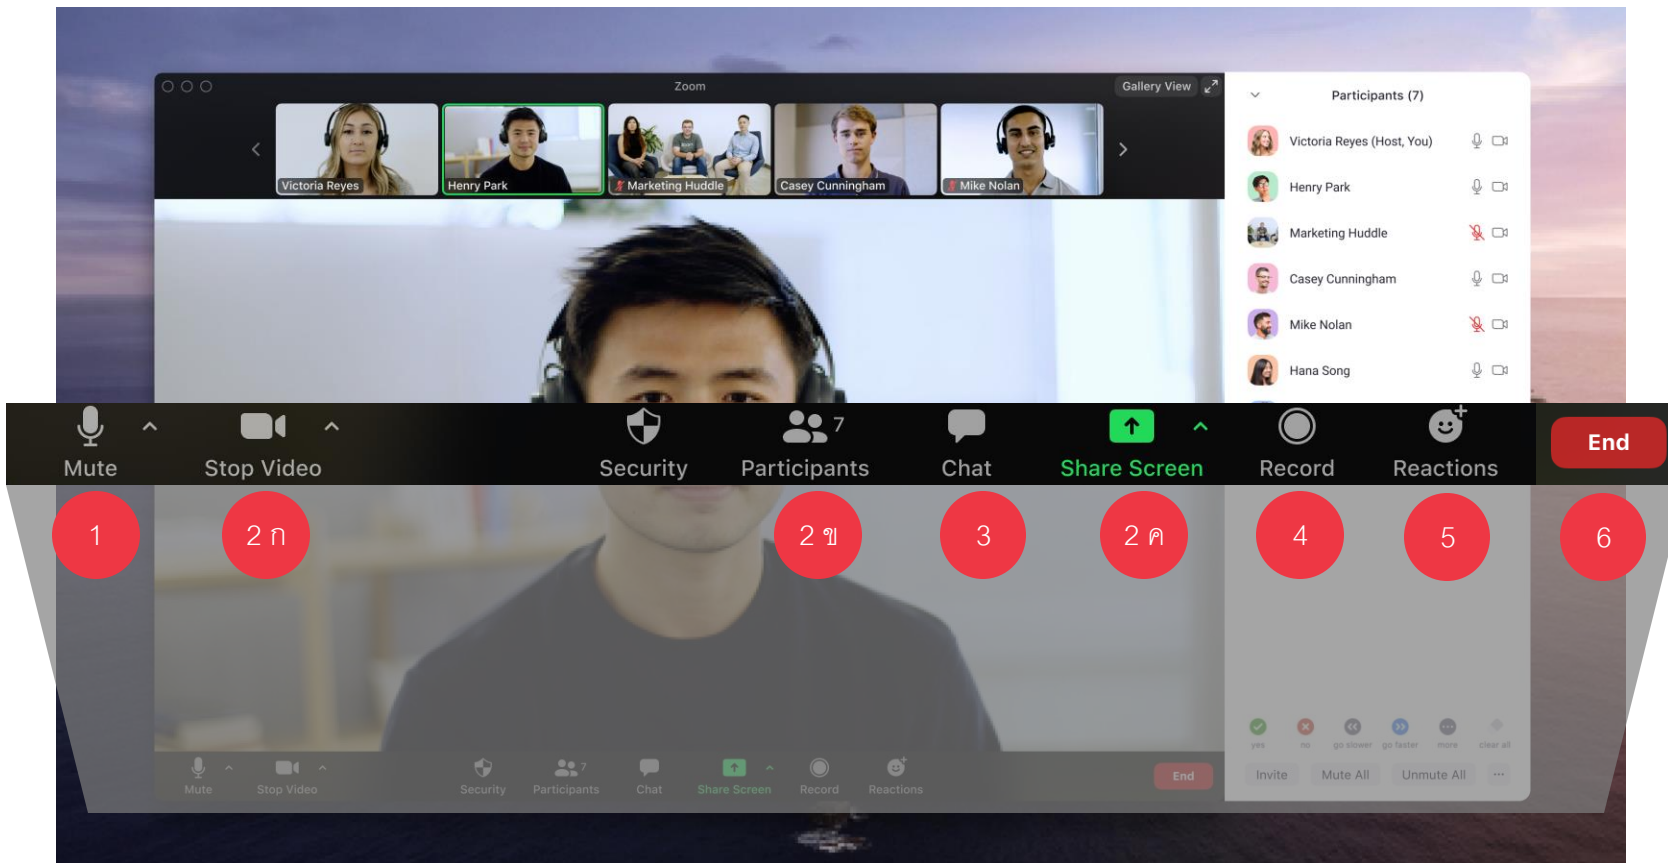 Zoom
Gallery View
Participants (7)
Victoria Reyes
Henry Park
Marketing Huddle
Casey Cunningham
Mike Nolan
Victoria Reyes (Host, You)
Henry Park
Marketing Huddle
Casey Cunningham
Mike Nolan
Hana Song
Mute
Stop Video
Security
Participants
7
Chat
Share Screen
Record
Reactions
End
1
2 ก
2 ข
3
2 ค
4
5
6
yes
no
go slower
go faster
more
clear all
Mute
Stop Video
Security
Participants
7
Chat
Share Screen
Record
Reactions
End
Invite
Mute All
Unmute All
...